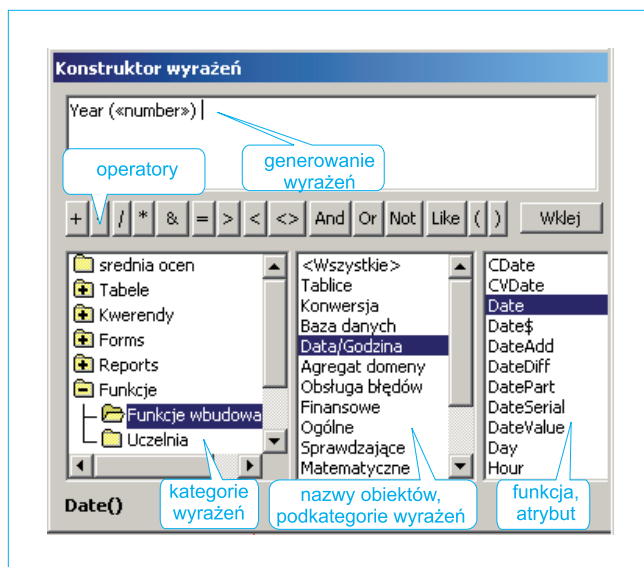 Konstruktor wyrażeń
Year («number»)
operatory
generowanie
wyrażeń
+ / * & = > < <> And Or Not Like ( ) Wklej
srednia ocen
Tabele
Kwerendy
Forms
Reports
Funkcje
Funkcje wbudowa
Uczelnia
<Wszystkie>
Tablice
Konwersja
Baza danych
Data/Godzina
Agregat domeny
Obsługa błędów
Finansowe
Ogólne
Sprawdzające
Matematyczne
CDate
CVDate
Date
Date$
DateAdd
DateDiff
DatePart
DateSerial
DateValue
Day
Hour
kategorie
wyrażeń
nazwy obiektów,
podkategorie wyrażeń
funkcja,
atrybut
Date()